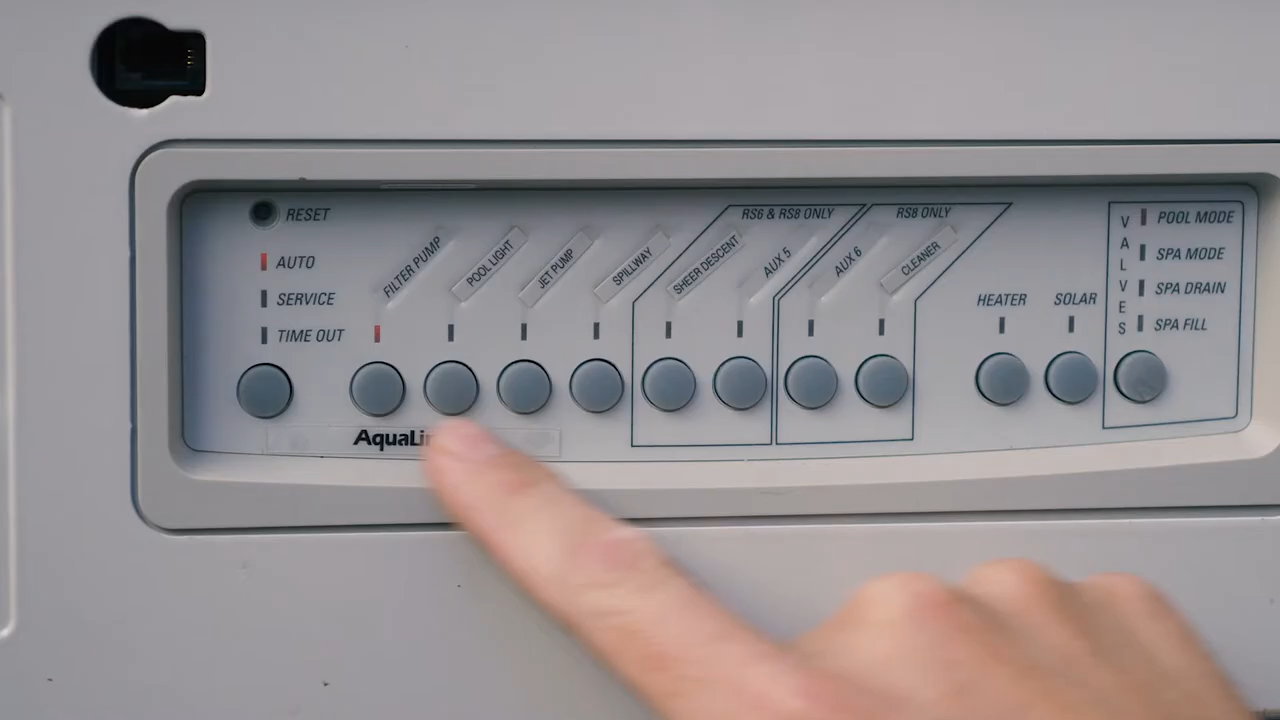 RESET
AUTO
SERVICE
TIME OUT
FILTER PUMP
POOL LIGHT
JET PUMP
SPILLWAY
RS6 & RS8 ONLY
SHEER DESCENT
AUX 5
RS8 ONLY
AUX 6
CLEANER
HEATER
SOLAR
VALVES
POOL MODE
SPA MODE
SPA DRAIN
SPA FILL